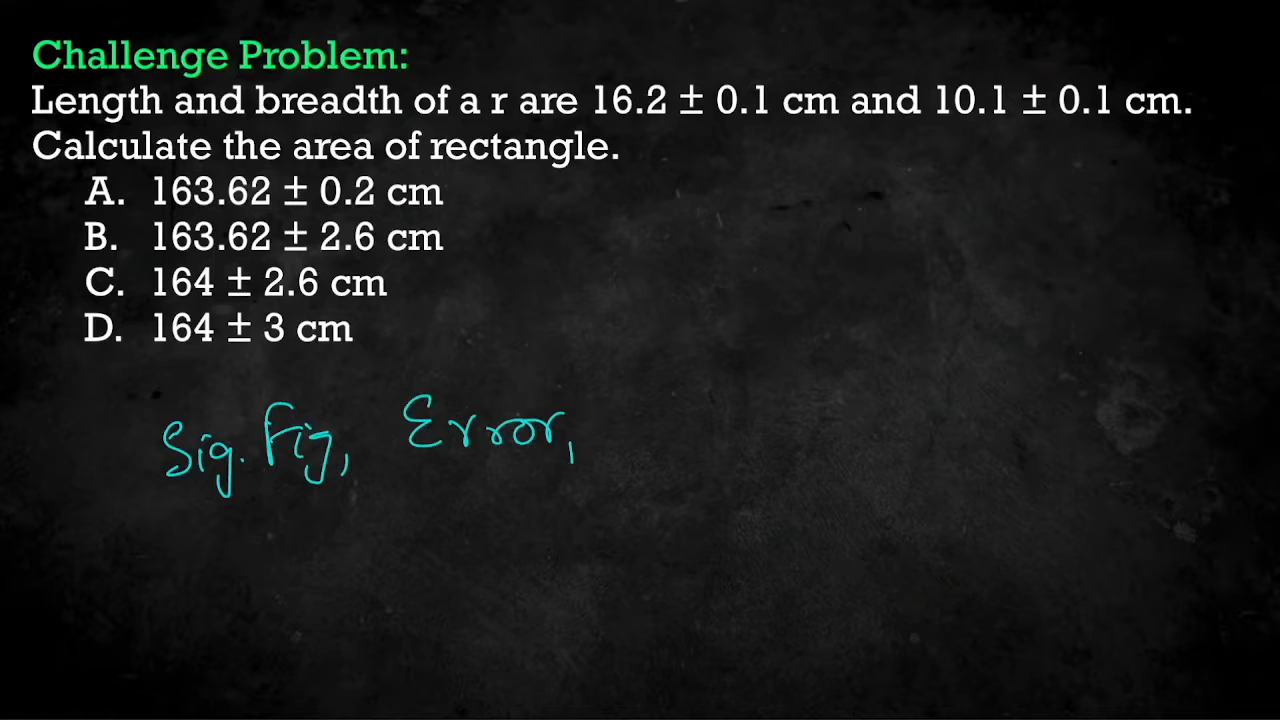 Challenge Problem:
Length and breadth of a r are 16.2 ± 0.1 cm and 10.1 ± 0.1 cm.
Calculate the area of rectangle.
A. 163.62 ± 0.2 cm
B. 163.62 ± 2.6 cm
C. 164 ± 2.6 cm
D. 164 ± 3 cm
Sig. Fig, Error,